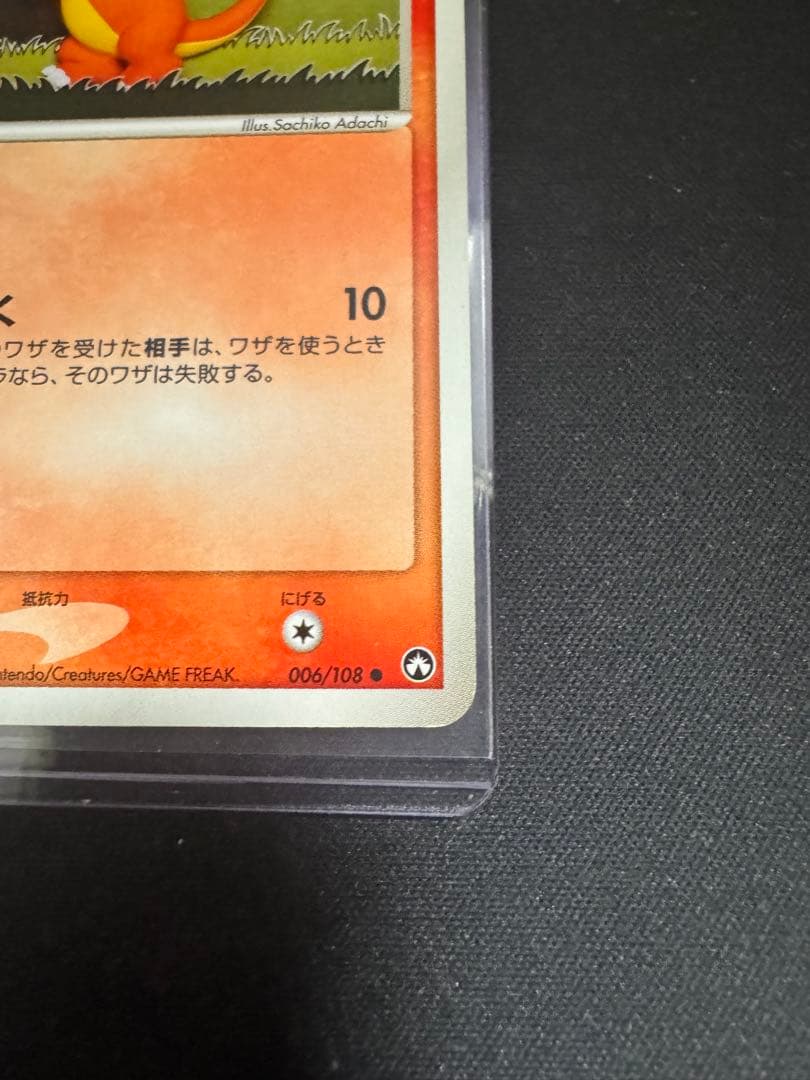 Illus.Sachiko Adachi
10
ワザを受けた相手は、ワザを使うとき
なら、そのワザは失敗する。
抵抗力
にげる
ntendo/Creatures/GAME FREAK.
006/108